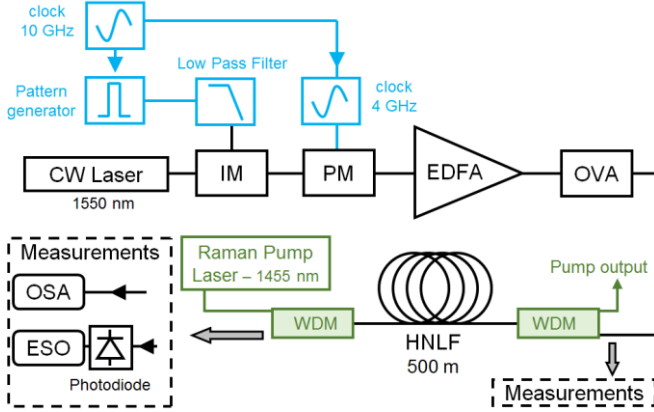 clock
10 GHz
Low Pass Filter
Pattern
generator
clock
4 GHz
CW Laser
1550 nm
IM
PM
EDFA
OVA
Measurements
OSA
ESO
Photodiode
Raman Pump
Laser – 1455 nm
WDM
HNLF
500 m
WDM
Pump output
Measurements